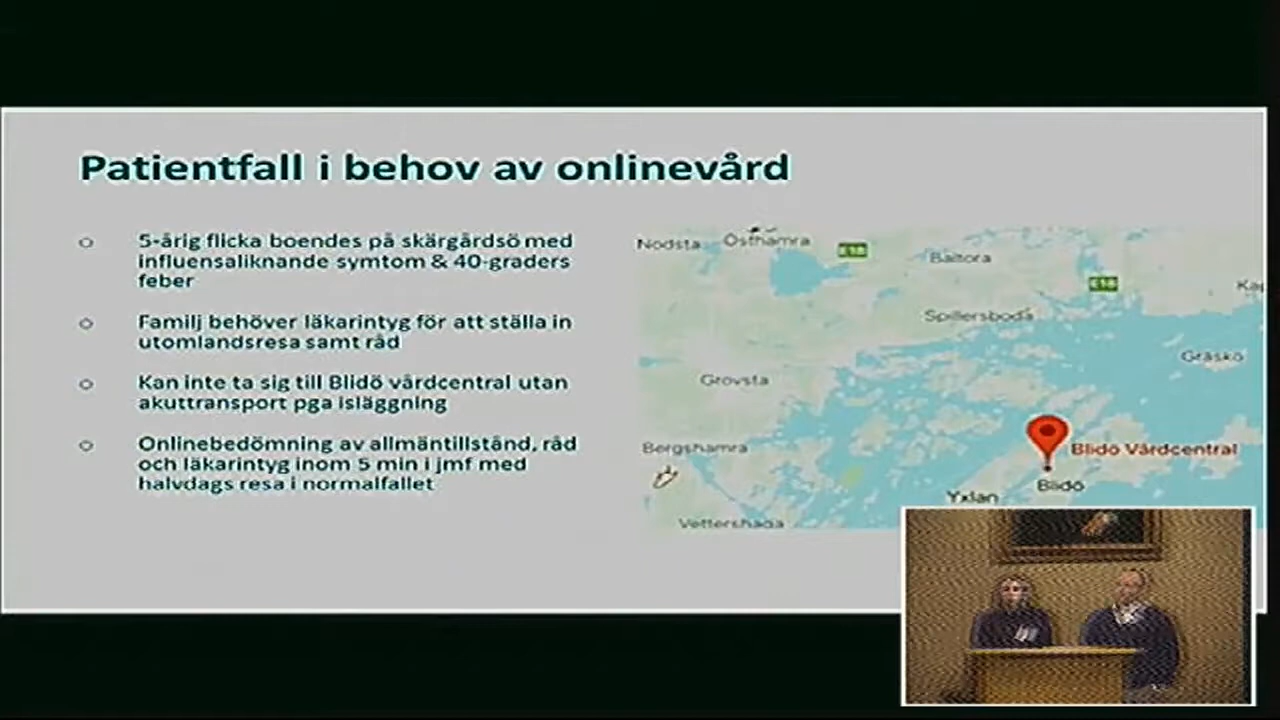 Patientfall i behov av onlinevård
5-årig flicka boendes på skärgårdsö med
influensaliknande symtom & 40-graders
feber
Familj behöver läkarintyg för att ställa in
utomlandsresa samt råd
Kan inte ta sig till Blidö vårdcentral utan
akuttransport pga isläggning
Onlinebedömning av allmäntillstånd, råd
och läkarintyg inom 5 min i jmf med
halvdags resa i normalfallet
Nodsta
Östhamra
E18
Baltora
E18
Spillersboda
Gräskö
Grovsta
Bergshamra
Blidö Vårdcentral
Blidö
Yxlan
Vettershaga